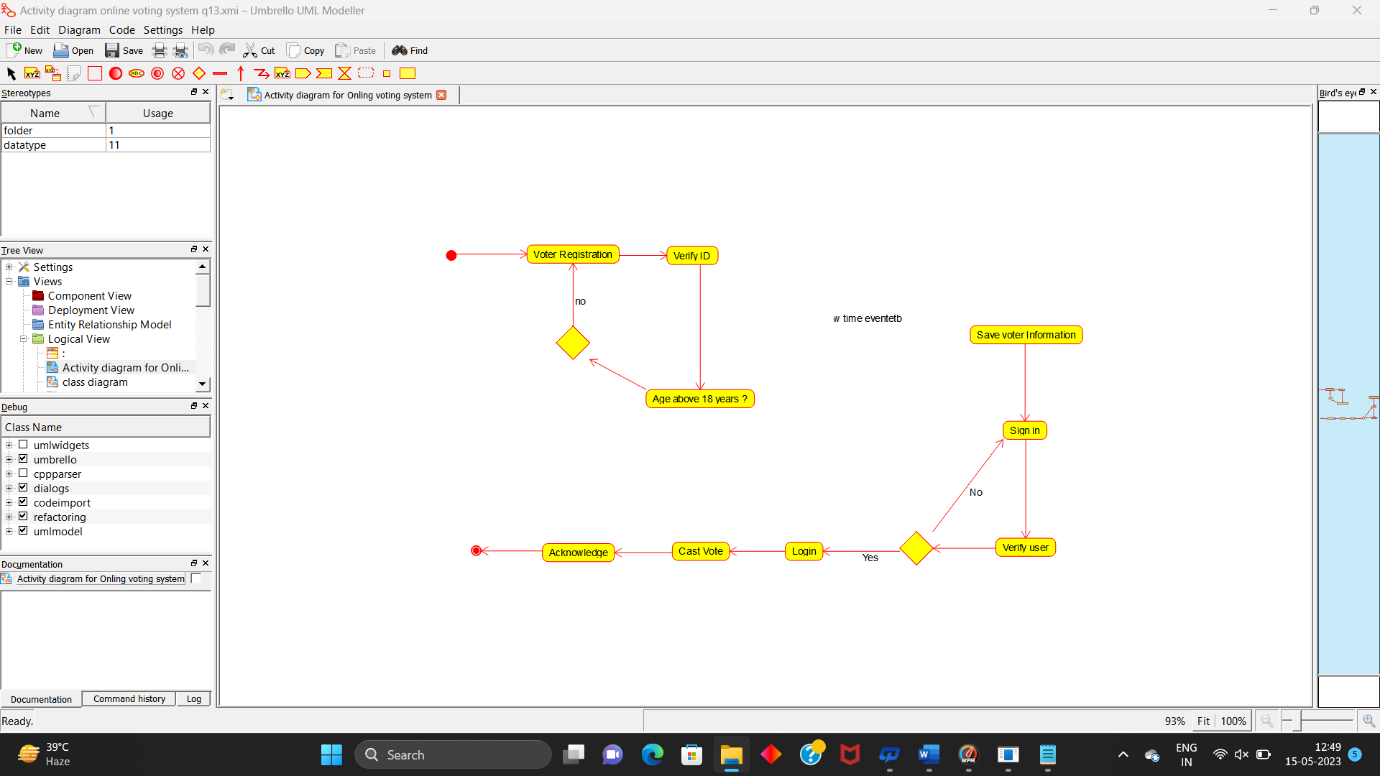 Activity diagram online voting system q13.xmi – Umbrello UML Modeller
File Edit Diagram Code Settings Help
New Open Save Cut Copy Paste Find
XYZ ABC XYZ
Stereotypes
Name Usage
folder 1
datatype 11
Tree View
Settings
Views
Component View
Deployment View
Entity Relationship Model
Logical View
:
Activity diagram for Onli...
class diagram
Debug
Class Name
umlwidgets
umbrello
cppparser
dialogs
codeimport
refactoring
umlmodel
Documentation
Activity diagram for Onling voting system
Documentation Command history Log
Activity diagram for Onling voting system
Voter Registration
Verify ID
no
Age above 18 years ?
w time eventetb
Save voter Information
Sign in
No
Verify user
Yes
Login
Cast Vote
Acknowledge
Bird's eye
Ready.
93% Fit 100%
39°C
Haze
Search
ENG
IN
12:49
15-05-2023
5